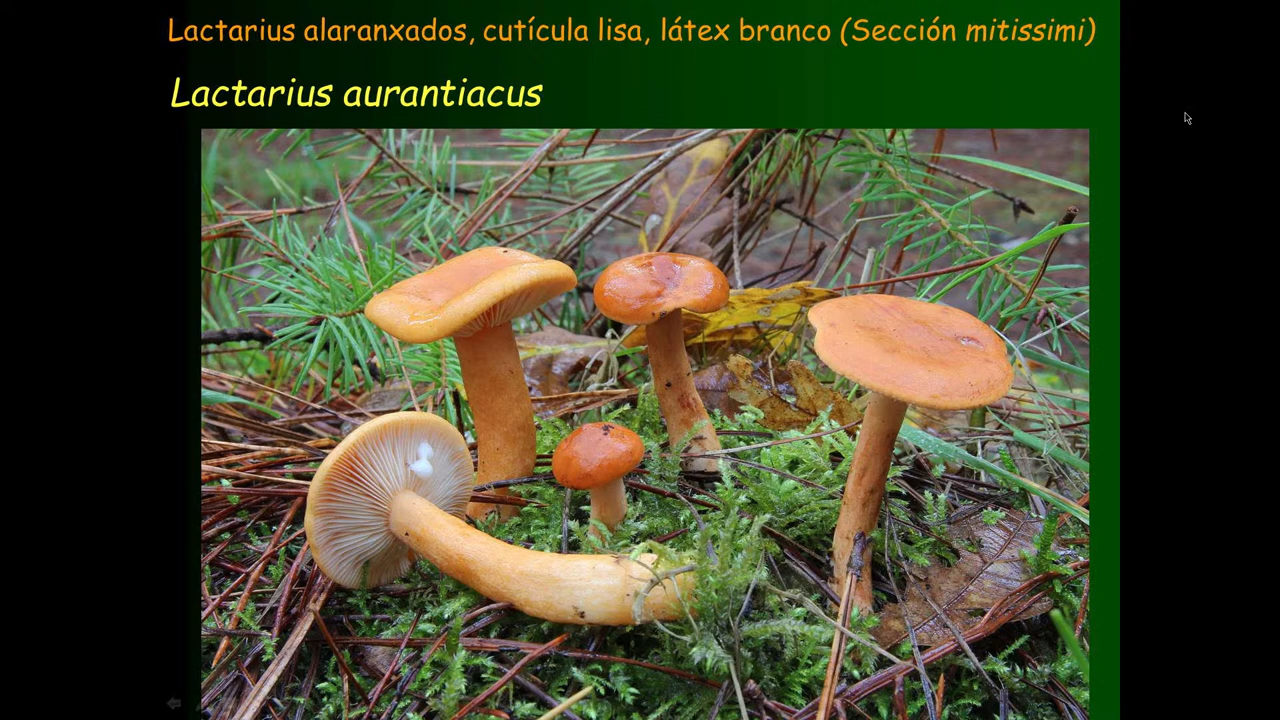 Lactarius alaranxados, cutícula lisa, látex branco (Sección mitissimi)
Lactarius aurantiacus